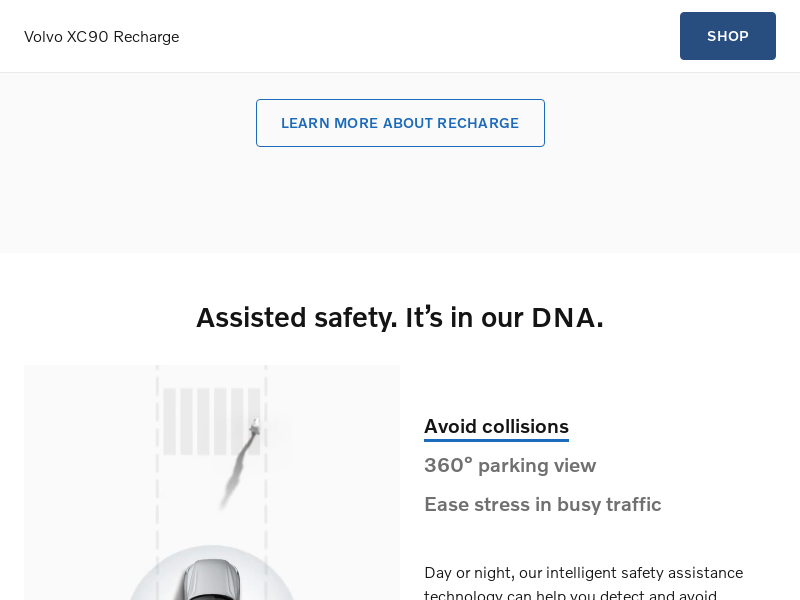 Volvo XC90 Recharge
SHOP
LEARN MORE ABOUT RECHARGE
Assisted safety. It’s in our DNA.
Avoid collisions
360° parking view
Ease stress in busy traffic
Day or night, our intelligent safety assistance
technology can help you detect and avoid